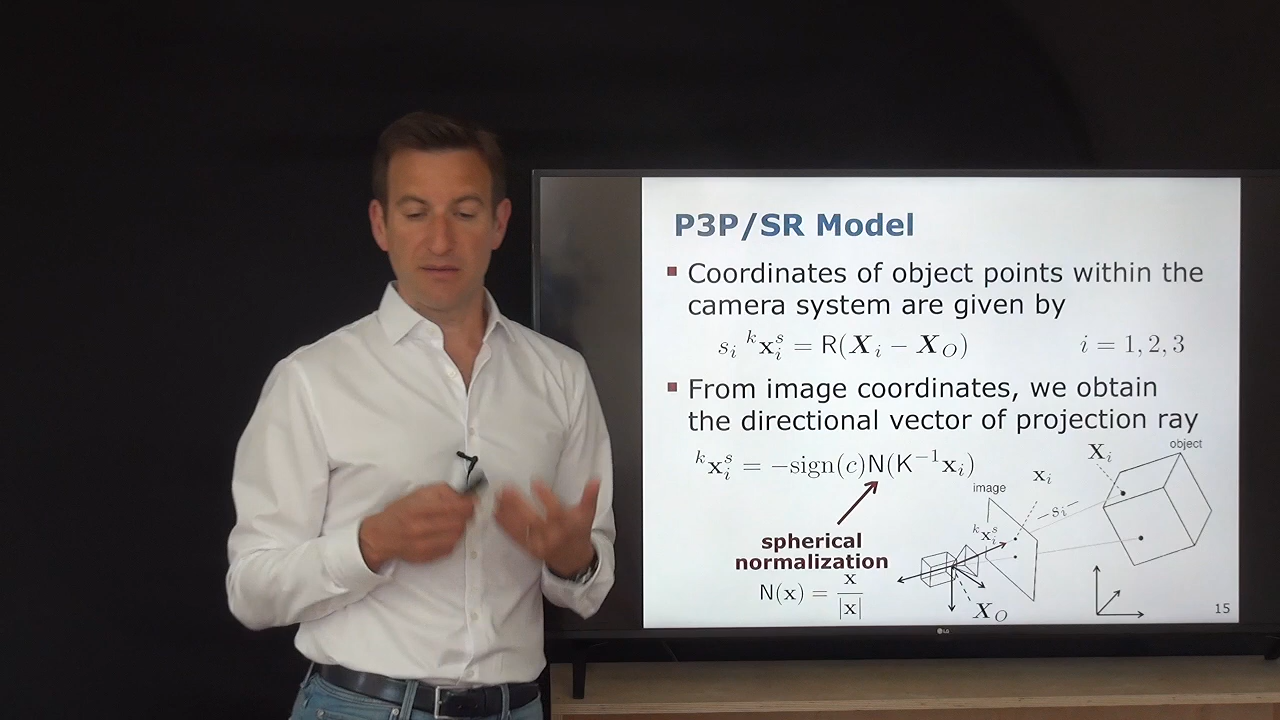 P3P/SR Model
Coordinates of object points within the
camera system are given by
s_i ^k x_i^s = R(X_i − X_O)   i = 1, 2, 3
From image coordinates, we obtain
the directional vector of projection ray
^k x_i^s = −sign(c)N(K^{−1}x_i)
spherical
normalization
N(x) = x / |x|
object
X_i
x_i
image
s_i
^k x_i^s
X_O
15
LG